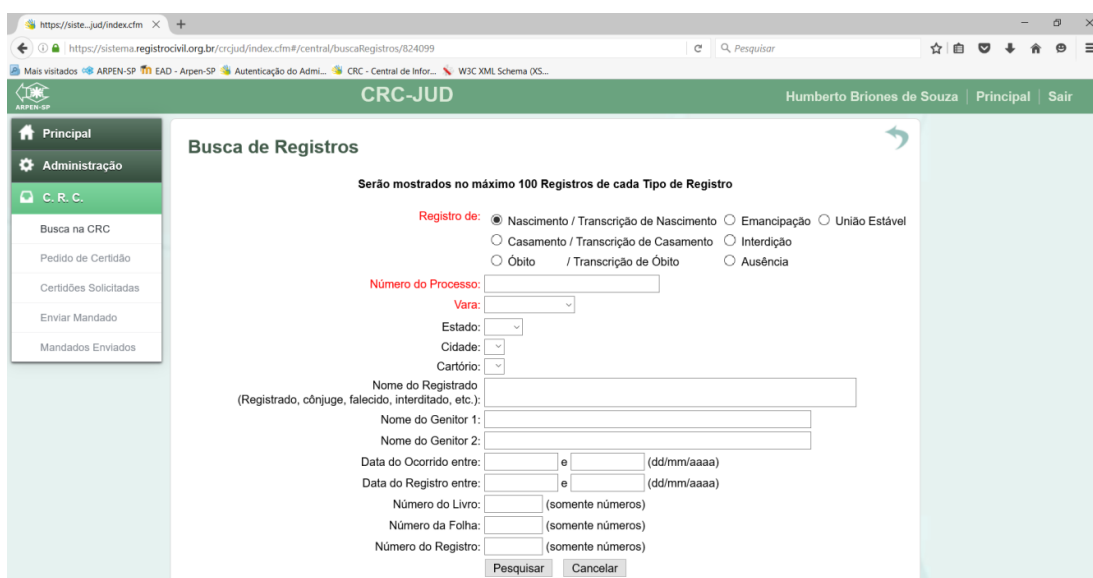 https://siste...jud/index.cfm
https://sistema.registrocivil.org.br/crcjud/index.cfm#/central/buscaRegistros/824099
Pesquisar
Mais visitados ARPEN-SP EAD - Arpen-SP Autenticação do Admi... CRC - Central de Infor... W3C XML Schema (XS...
ARPEN-SP
CRC-JUD
Humberto Briones de Souza | Principal | Sair
Principal
Administração
C. R. C.
Busca na CRC
Pedido de Certidão
Certidões Solicitadas
Enviar Mandado
Mandados Enviados
Busca de Registros
Serão mostrados no máximo 100 Registros de cada Tipo de Registro
Registro de: Nascimento / Transcrição de Nascimento Emancipação União Estável
Casamento / Transcrição de Casamento Interdição
Óbito / Transcrição de Óbito Ausência
Número do Processo:
Vara:
Estado:
Cidade:
Cartório:
Nome do Registrado
(Registrado, cônjuge, falecido, interditado, etc.):
Nome do Genitor 1:
Nome do Genitor 2:
Data do Ocorrido entre: e (dd/mm/aaaa)
Data do Registro entre: e (dd/mm/aaaa)
Número do Livro: (somente números)
Número da Folha: (somente números)
Número do Registro: (somente números)
Pesquisar Cancelar